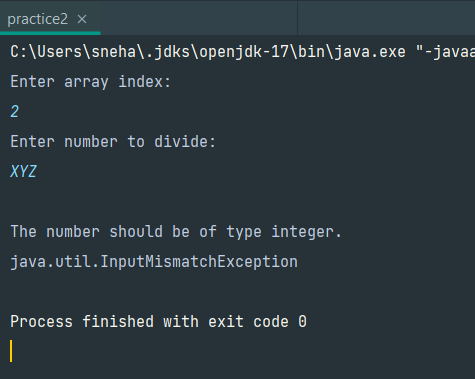 practice2
C:\Users\sneha\.jdks\openjdk-17\bin\java.exe "-javaa
Enter array index:
2
Enter number to divide:
XYZ
The number should be of type integer.
java.util.InputMismatchException
Process finished with exit code 0